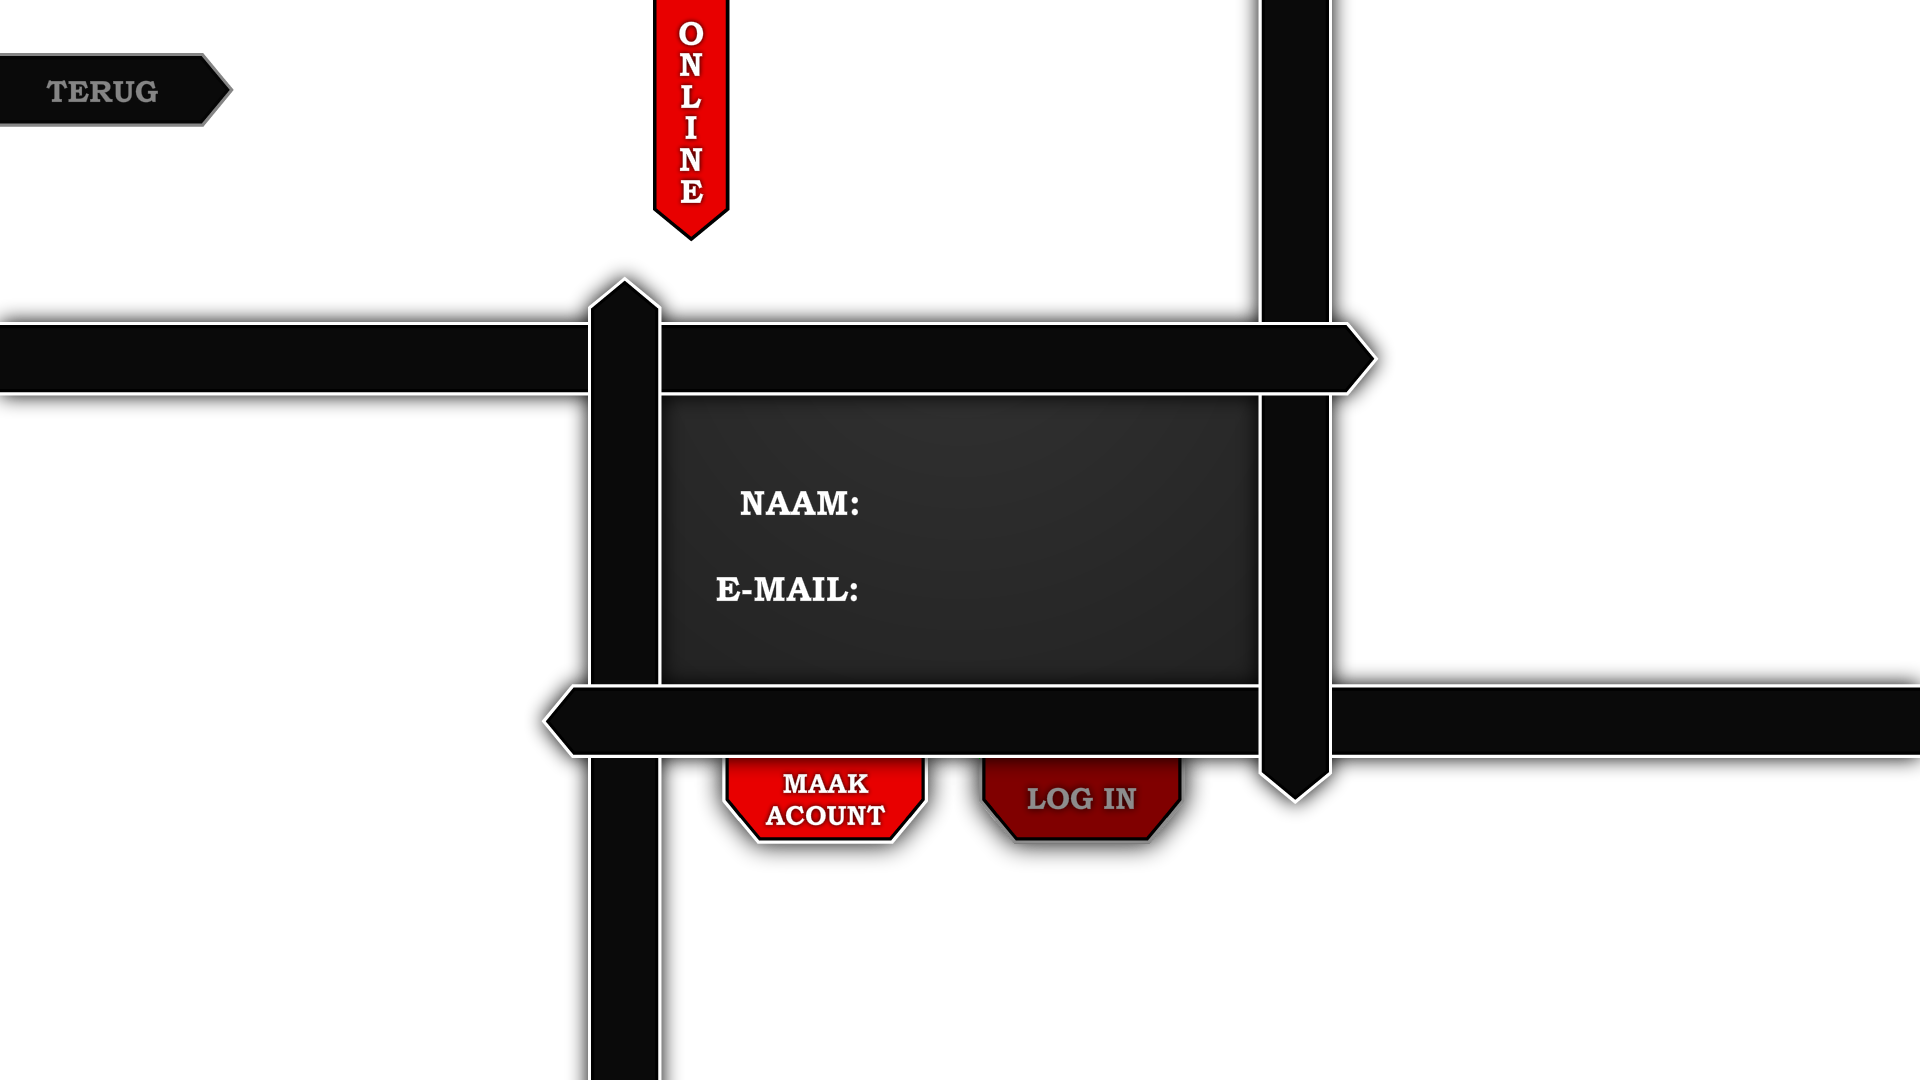 TERUG
ONLINE
NAAM:
E-MAIL:
MAAK
ACOUNT
LOG IN